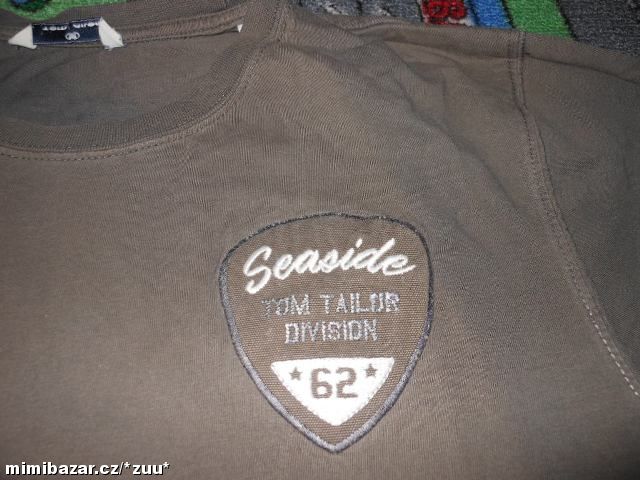 Seaside
TOM TAILOR
DIVISION
62
mimibazar.cz/*zuu*